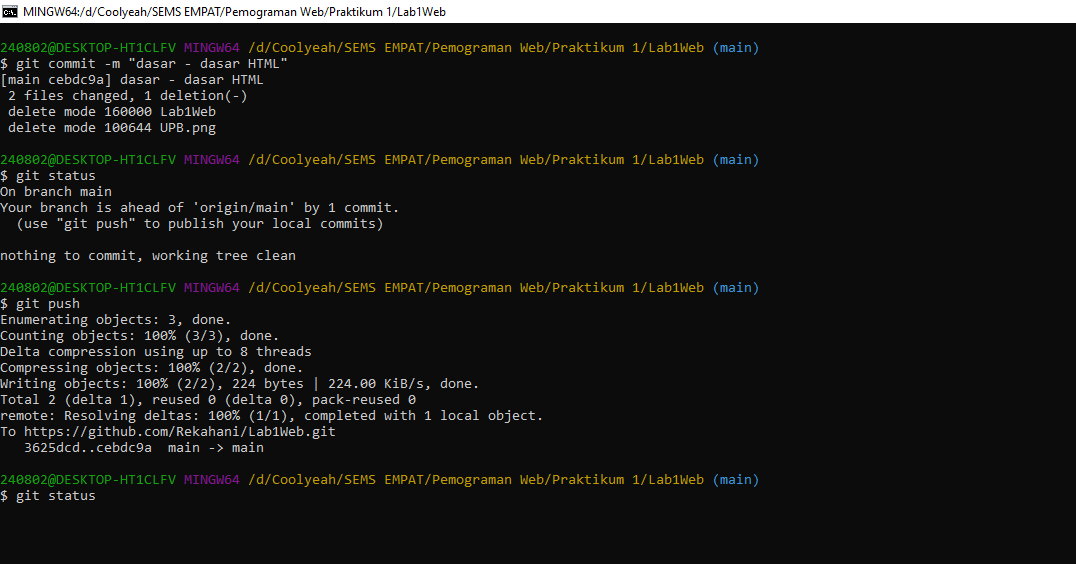 MINGW64:/d/Coolyeah/SEMS EMPAT/Pemograman Web/Praktikum 1/Lab1Web
240802@DESKTOP-HT1CLFV MINGW64 /d/Coolyeah/SEMS EMPAT/Pemograman Web/Praktikum 1/Lab1Web (main)
$ git commit -m "dasar - dasar HTML"
[main cebdc9a] dasar - dasar HTML
 2 files changed, 1 deletion(-)
 delete mode 160000 Lab1Web
 delete mode 100644 UPB.png
240802@DESKTOP-HT1CLFV MINGW64 /d/Coolyeah/SEMS EMPAT/Pemograman Web/Praktikum 1/Lab1Web (main)
$ git status
On branch main
Your branch is ahead of 'origin/main' by 1 commit.
  (use "git push" to publish your local commits)
nothing to commit, working tree clean
240802@DESKTOP-HT1CLFV MINGW64 /d/Coolyeah/SEMS EMPAT/Pemograman Web/Praktikum 1/Lab1Web (main)
$ git push
Enumerating objects: 3, done.
Counting objects: 100% (3/3), done.
Delta compression using up to 8 threads
Compressing objects: 100% (2/2), done.
Writing objects: 100% (2/2), 224 bytes | 224.00 KiB/s, done.
Total 2 (delta 1), reused 0 (delta 0), pack-reused 0
remote: Resolving deltas: 100% (1/1), completed with 1 local object.
To https://github.com/Rekahani/Lab1Web.git
   3625dcd..cebdc9a  main -> main
240802@DESKTOP-HT1CLFV MINGW64 /d/Coolyeah/SEMS EMPAT/Pemograman Web/Praktikum 1/Lab1Web (main)
$ git status